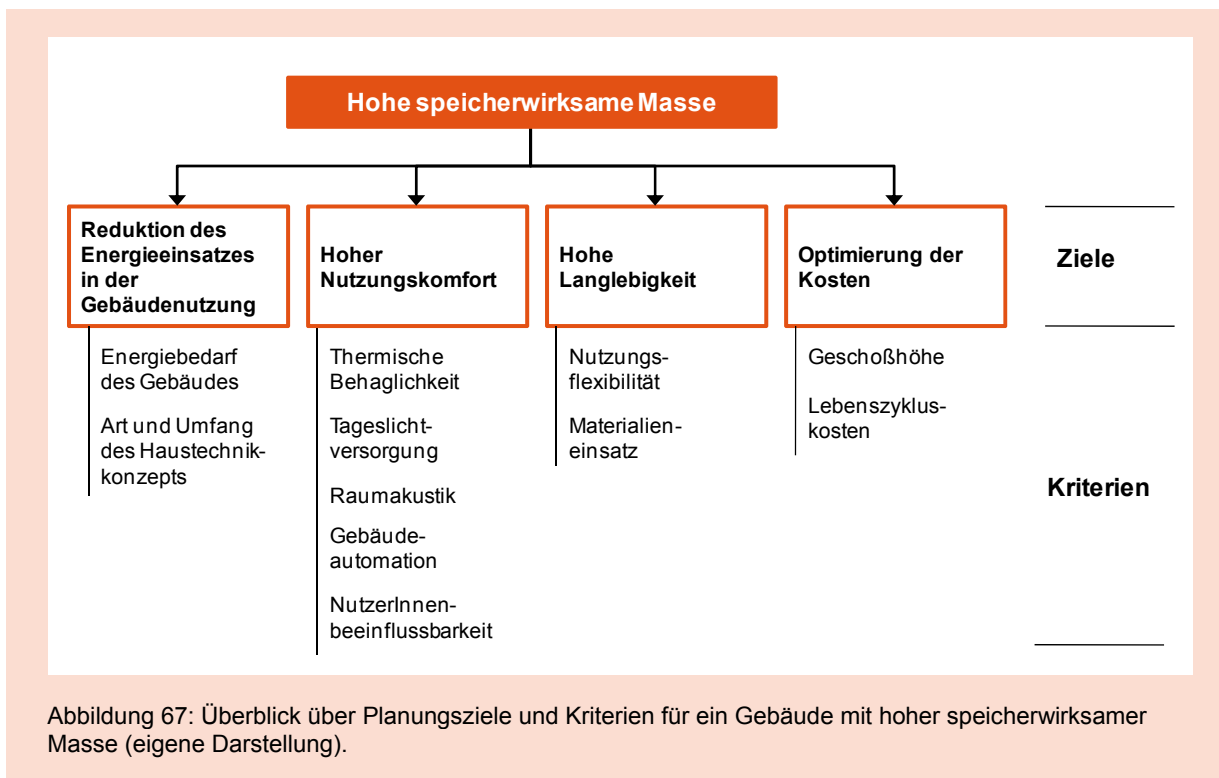 Hohe speicherwirksame Masse
Reduktion des
Energieeinsatzes
in der
Gebäudenutzung
Hoher
Nutzungskomfort
Hohe
Langlebigkeit
Optimierung der
Kosten
Ziele
Energiebedarf
des Gebäudes
Art und Umfang
des Haustechnik-
konzepts
Thermische
Behaglichkeit
Tageslicht-
versorgung
Raumakustik
Gebäude-
automation
NutzerInnen-
beeinflussbarkeit
Nutzungs-
flexibilität
Materialien-
einsatz
Geschoßhöhe
Lebenszyklus-
kosten
Kriterien
Abbildung 67: Überblick über Planungsziele und Kriterien für ein Gebäude mit hoher speicherwirksamer
Masse (eigene Darstellung).